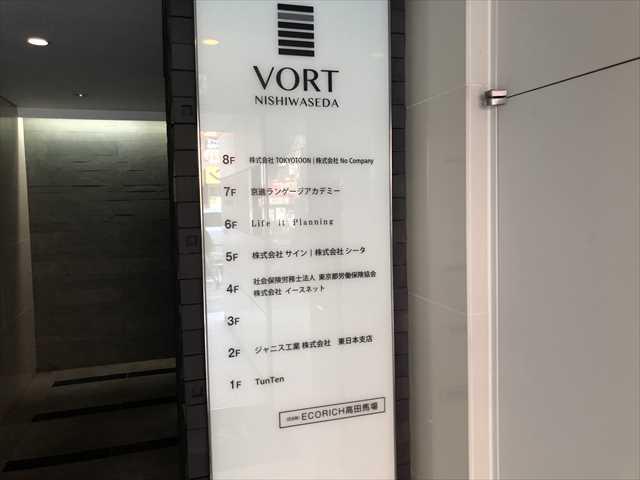 VORT
NISHIWASEDA
8F 株式会社 TOKYOTOON | 株式会社 No Company
7F 京進ランゲージアカデミー
6F Life it Planning
5F 株式会社 サイン | 株式会社 シータ
4F 社会保険労務士法人 東京都労働保険協会
株式会社 イースネット
3F
2F ジャニス工業 株式会社 東日本支店
1F TunTen
ECORICH高田馬場